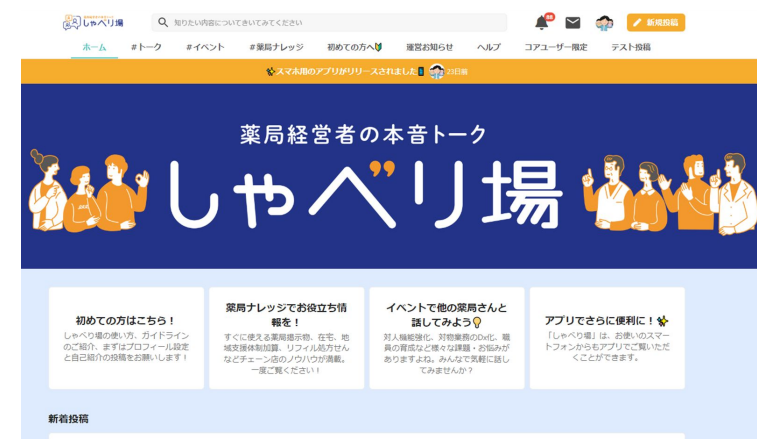 しゃべり場
知りたい内容についてきいてみてください
新規投稿
ホーム #トーク #イベント #薬局ナレッジ 初めての方へ🔰 運営お知らせ ヘルプ コアユーザー限定 テスト投稿
✨スマホ用のアプリがリリースされました📱 23日前
薬局経営者の本音トーク
しゃべり場
初めての方はこちら！
しゃべり場の使い方、ガイドライン
のご紹介、まずはプロフィール設定
と自己紹介の投稿をお願いします！
薬局ナレッジでお役立ち情
報を！
すぐに使える薬局掲示物、在宅、地
域支援体制加算、リフィル処方せん
などチェーン店のノウハウが満載。
一度ご覧ください！
イベントで他の薬局さんと
話してみよう💡
対人機能強化、対物業務のDx化、職
員の育成など様々な課題・お悩みが
ありますよね。みんなで気軽に話し
てみませんか？
アプリでさらに便利に！✨
「しゃべり場」は、お使いのスマー
トフォンからもアプリでご覧いただ
くことができます。
新着投稿